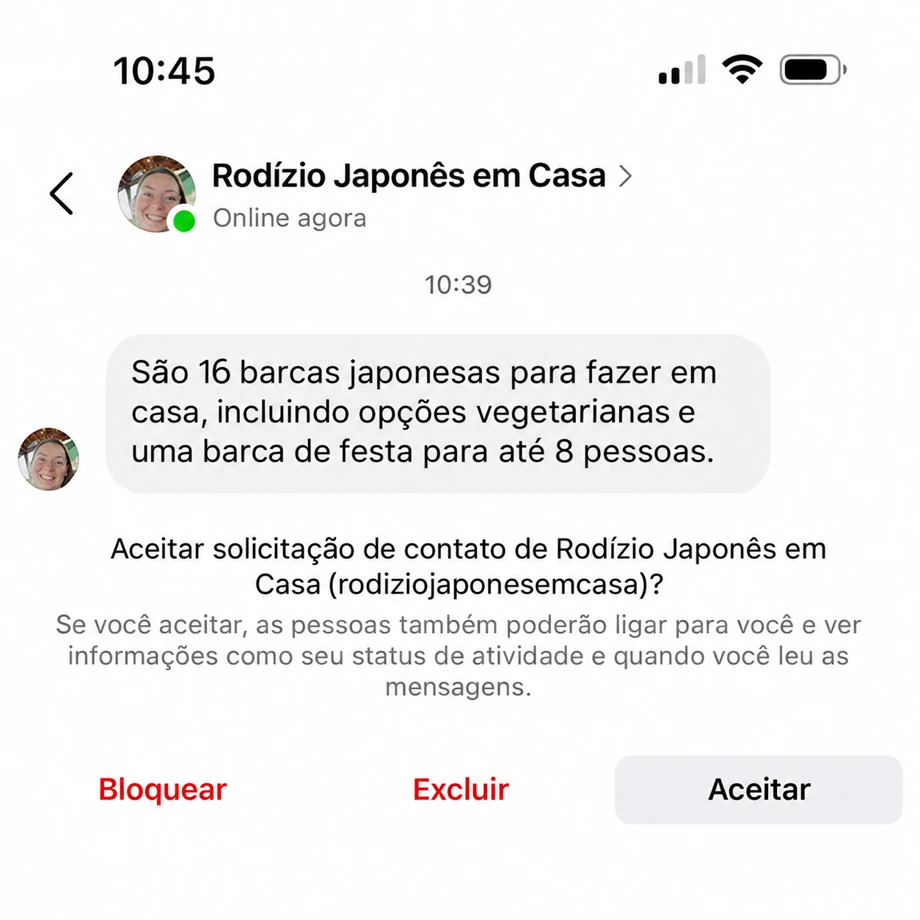 10:45
Rodízio Japonês em Casa
Online agora
10:39
São 16 barcas japonesas para fazer em
casa, incluindo opções vegetarianas e
uma barca de festa para até 8 pessoas.
Aceitar solicitação de contato de Rodízio Japonês em
Casa (rodiziojaponesemcasa)?
Se você aceitar, as pessoas também poderão ligar para você e ver
informações como seu status de atividade e quando você leu as
mensagens.
Bloquear
Excluir
Aceitar